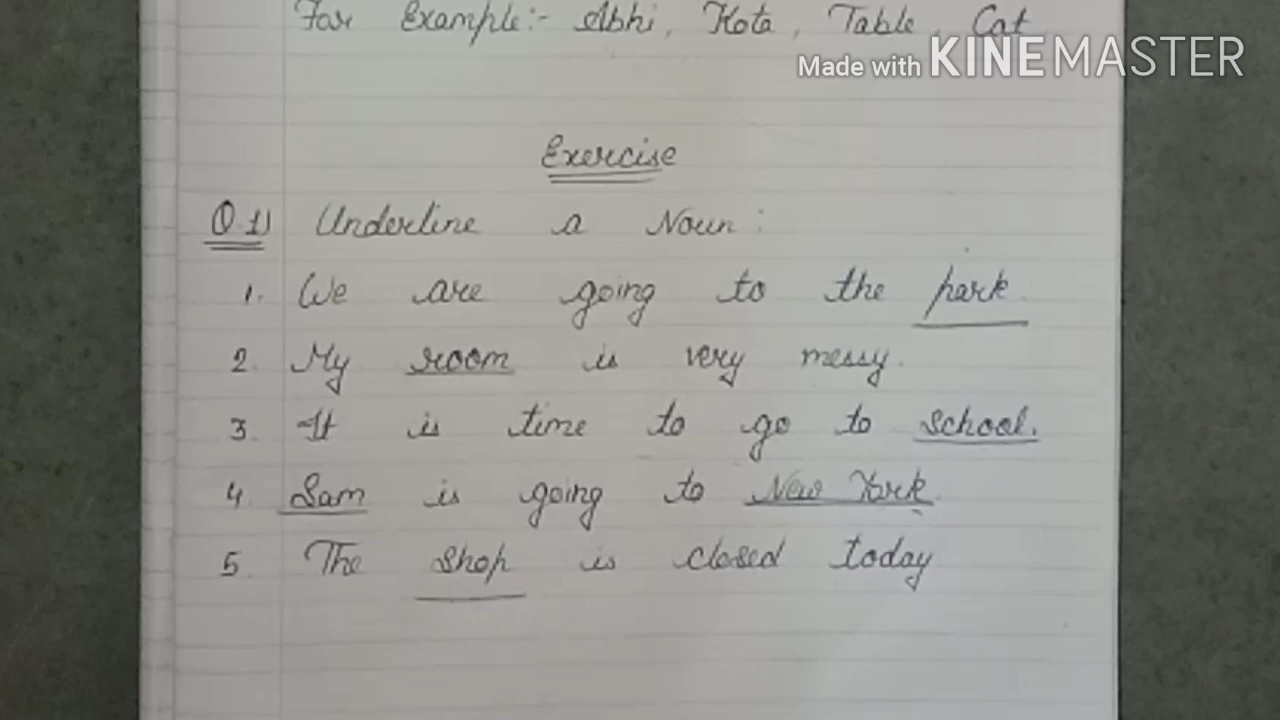 For Example:- Abhi, Kota, Table, Cat
Made with KINEMASTER
Exercise
Q.1) Underline a Noun:
1. We are going to the park.
2. My room is very messy.
3. It is time to go to school.
4. Sam is going to New York.
5. The shop is closed today